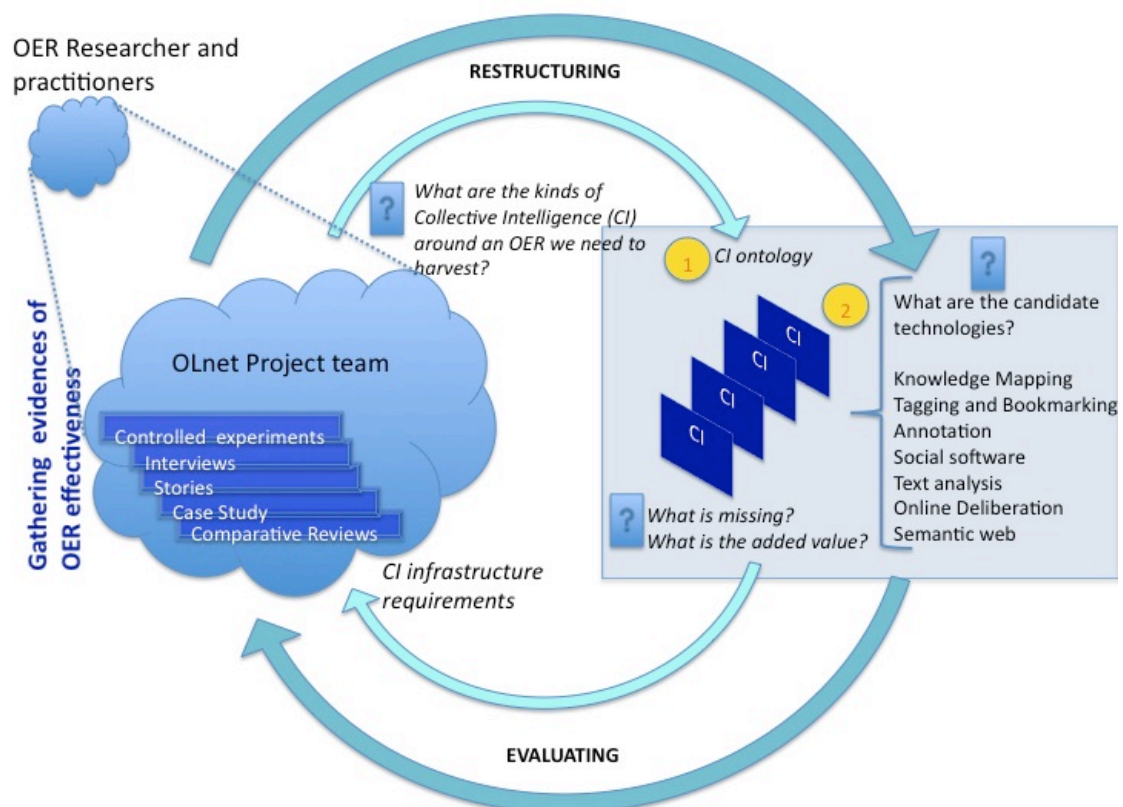 OER Researcher and
practitioners
RESTRUCTURING
?
What are the kinds of
Collective Intelligence (CI)
around an OER we need to
harvest?
Gathering evidences of
OER effectiveness
OLnet Project team
Controlled experiments
Interviews
Stories
Case Study
Comparative Reviews
CI infrastructure
requirements
1
CI ontology
2
CI
CI
CI
CI
?
What is missing?
What is the added value?
?
What are the candidate
technologies?
Knowledge Mapping
Tagging and Bookmarking
Annotation
Social software
Text analysis
Online Deliberation
Semantic web
EVALUATING